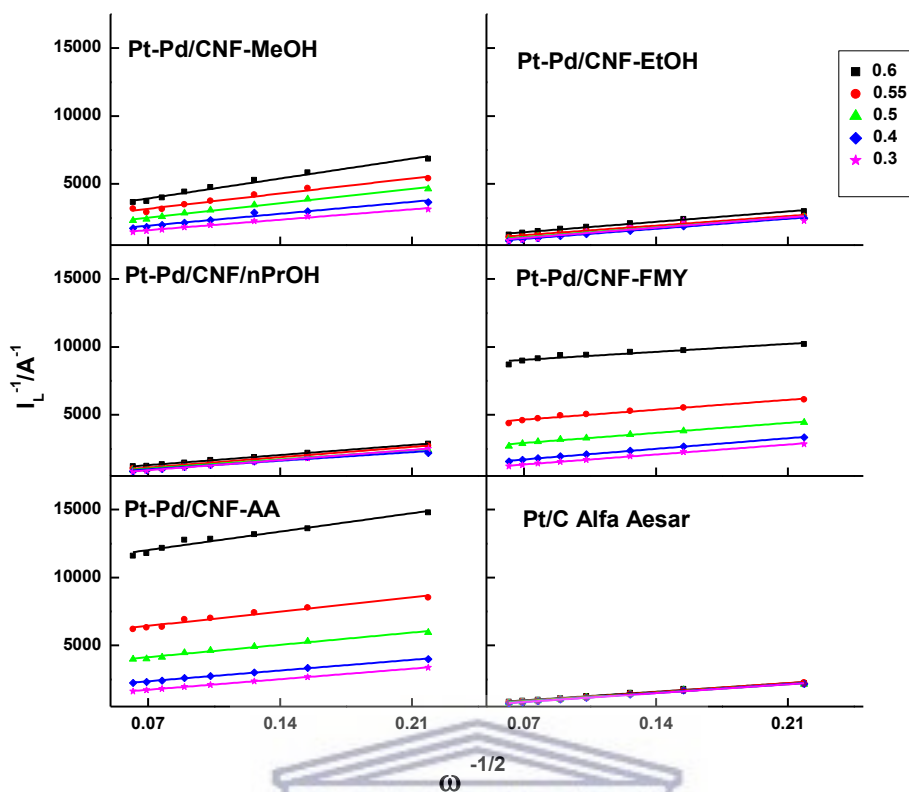 Pt-Pd/CNF-MeOH
Pt-Pd/CNF-EtOH
0.6
0.55
0.5
0.4
0.3
15000
10000
5000
Pt-Pd/CNF/nPrOH
Pt-Pd/CNF-FMY
15000
10000
5000
I_L^-1/A^-1
Pt-Pd/CNF-AA
Pt/C Alfa Aesar
15000
10000
5000
0.07 0.14 0.21 0.07 0.14 0.21
ω^-1/2